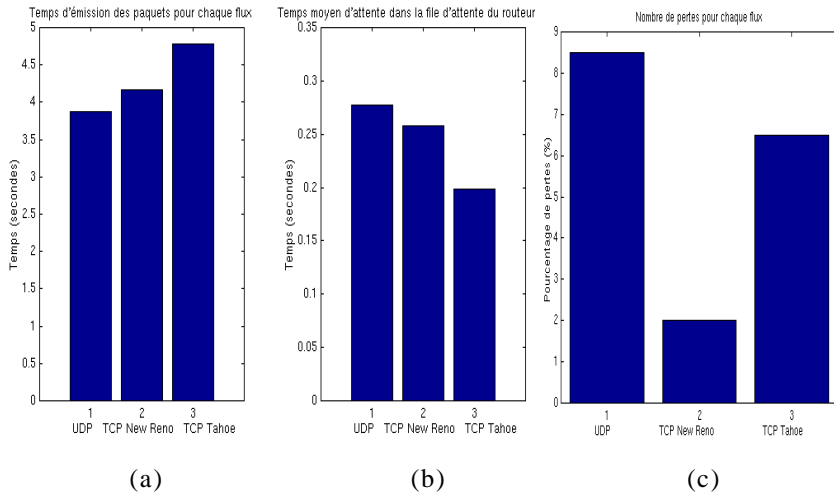 Temps d'émission des paquets pour chaque flux
Temps (secondes)
5
4.5
4
3.5
3
2.5
2
1.5
1
0.5
0
1 2 3
UDP TCP New Reno TCP Tahoe
(a)
Temps moyen d'attente dans la file d'attente du routeur
Temps (secondes)
0.35
0.3
0.25
0.2
0.15
0.1
0.05
0
1 2 3
UDP TCP New Reno TCP Tahoe
(b)
Nombre de pertes pour chaque flux
Pourcentage de pertes (%)
9
8
7
6
5
4
3
2
1
0
1 2 3
UDP TCP New Reno TCP Tahoe
(c)